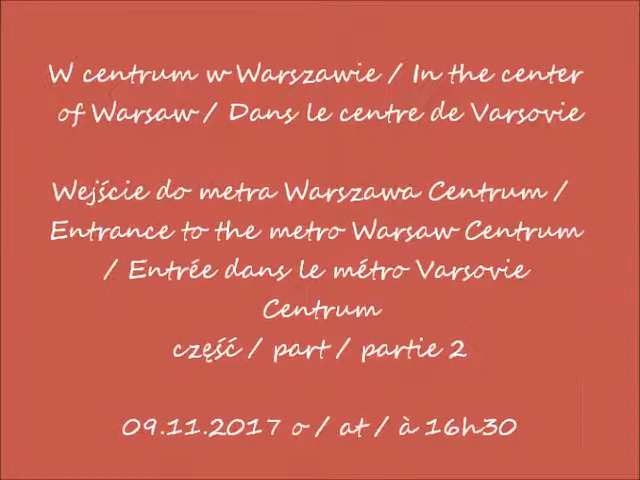 W centrum w Warszawie / In the center
of Warsaw / Dans le centre de Varsovie
Wejście do metra Warszawa Centrum /
Entrance to the metro Warsaw Centrum
/ Entrée dans le métro Varsovie
Centrum
część / part / partie 2
09.11.2017 o / at / à 16h30